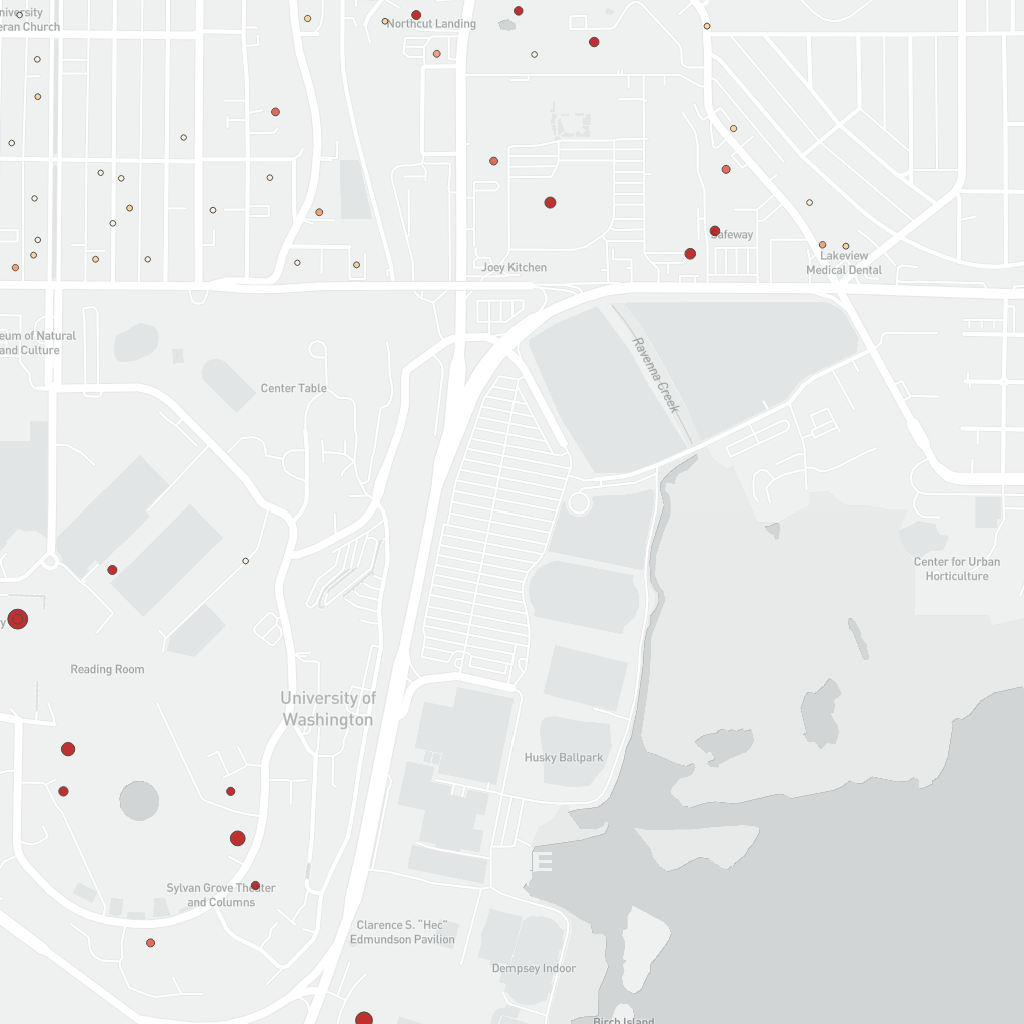 University
eran Church
Northcut Landing
Safeway
Joey Kitchen
Lakeview
Medical Dental
eum of Natural
and Culture
Ravenna Creek
Center Table
Center for Urban
Horticulture
y
Reading Room
University of
Washington
Husky Ballpark
Sylvan Grove Theater
and Columns
Clarence S. "Hec"
Edmundson Pavilion
Dempsey Indoor
Birch Island